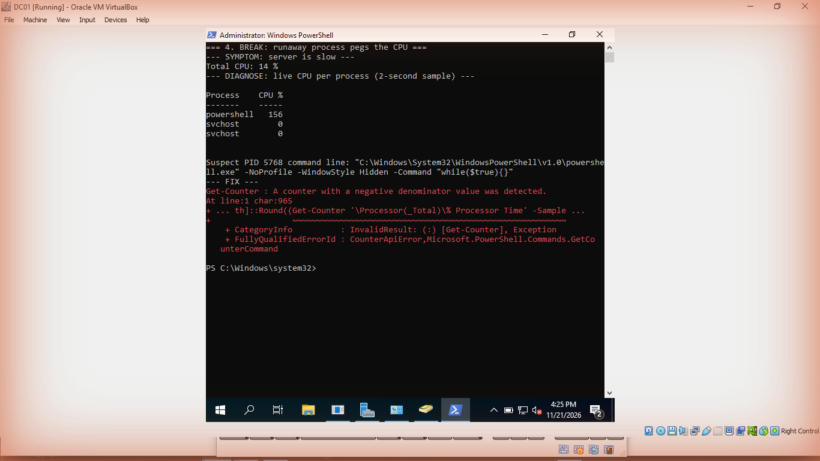 DC01 [Running] - Oracle VM VirtualBox
File Machine View Input Devices Help
Administrator: Windows PowerShell
=== 4. BREAK: runaway process pegs the CPU ===
--- SYMPTOM: server is slow ---
Total CPU: 14 %
--- DIAGNOSE: live CPU per process (2-second sample) ---
Process CPU %
------- -----
powershell 156
svchost 0
svchost 0
Suspect PID 5768 command line: "C:\Windows\System32\WindowsPowerShell\v1.0\powershe
ll.exe" -NoProfile -WindowStyle Hidden -Command "while($true){}"
--- FIX ---
Get-Counter : A counter with a negative denominator value was detected.
At line:1 char:965
+ ... th]::Round((Get-Counter '\Processor(_Total)\% Processor Time' -Sample ...
+ ~~~~~~~~~~~~~~~~~~~~~~~~~~~~~~~~~~~~~~~~~~~~~~~~~~~~~~~~~
+ CategoryInfo : InvalidResult: (:) [Get-Counter], Exception
+ FullyQualifiedErrorId : CounterApiError,Microsoft.PowerShell.Commands.GetCo
unterCommand
PS C:\Windows\system32>
4:25 PM
11/21/2026
2
Right Control